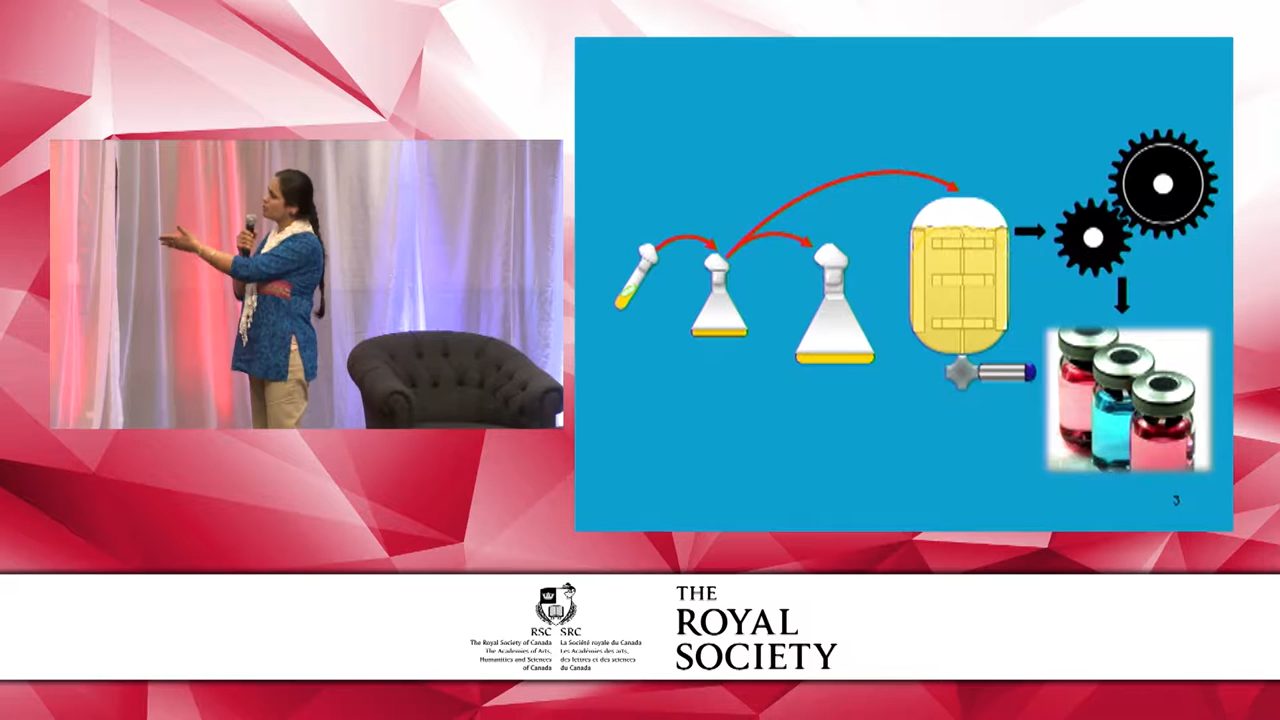 3
RSC SRC
The Royal Society of Canada
The Academies of Arts,
Humanities and Sciences
of Canada
La Société royale du Canada
Les Académies des arts,
des lettres et des sciences
du Canada
THE
ROYAL
SOCIETY